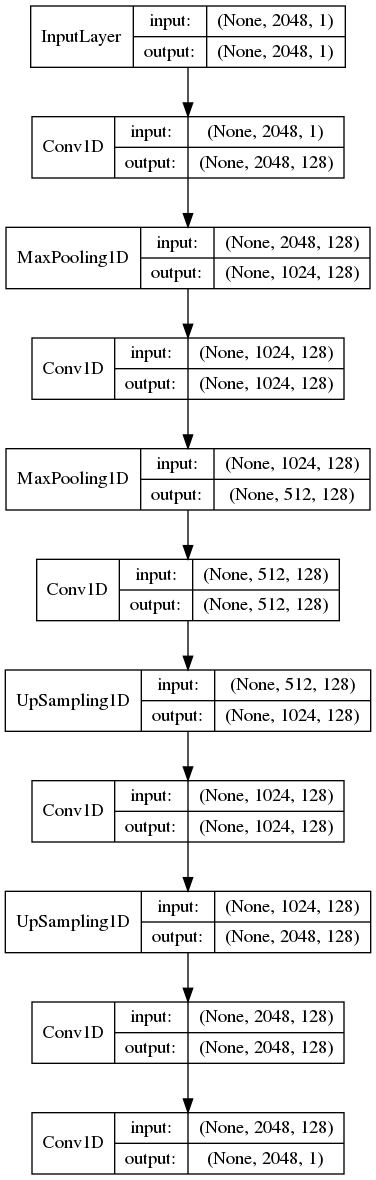 InputLayer input: (None, 2048, 1)
output: (None, 2048, 1)
Conv1D input: (None, 2048, 1)
output: (None, 2048, 128)
MaxPooling1D input: (None, 2048, 128)
output: (None, 1024, 128)
Conv1D input: (None, 1024, 128)
output: (None, 1024, 128)
MaxPooling1D input: (None, 1024, 128)
output: (None, 512, 128)
Conv1D input: (None, 512, 128)
output: (None, 512, 128)
UpSampling1D input: (None, 512, 128)
output: (None, 1024, 128)
Conv1D input: (None, 1024, 128)
output: (None, 1024, 128)
UpSampling1D input: (None, 1024, 128)
output: (None, 2048, 128)
Conv1D input: (None, 2048, 128)
output: (None, 2048, 128)
Conv1D input: (None, 2048, 128)
output: (None, 2048, 1)